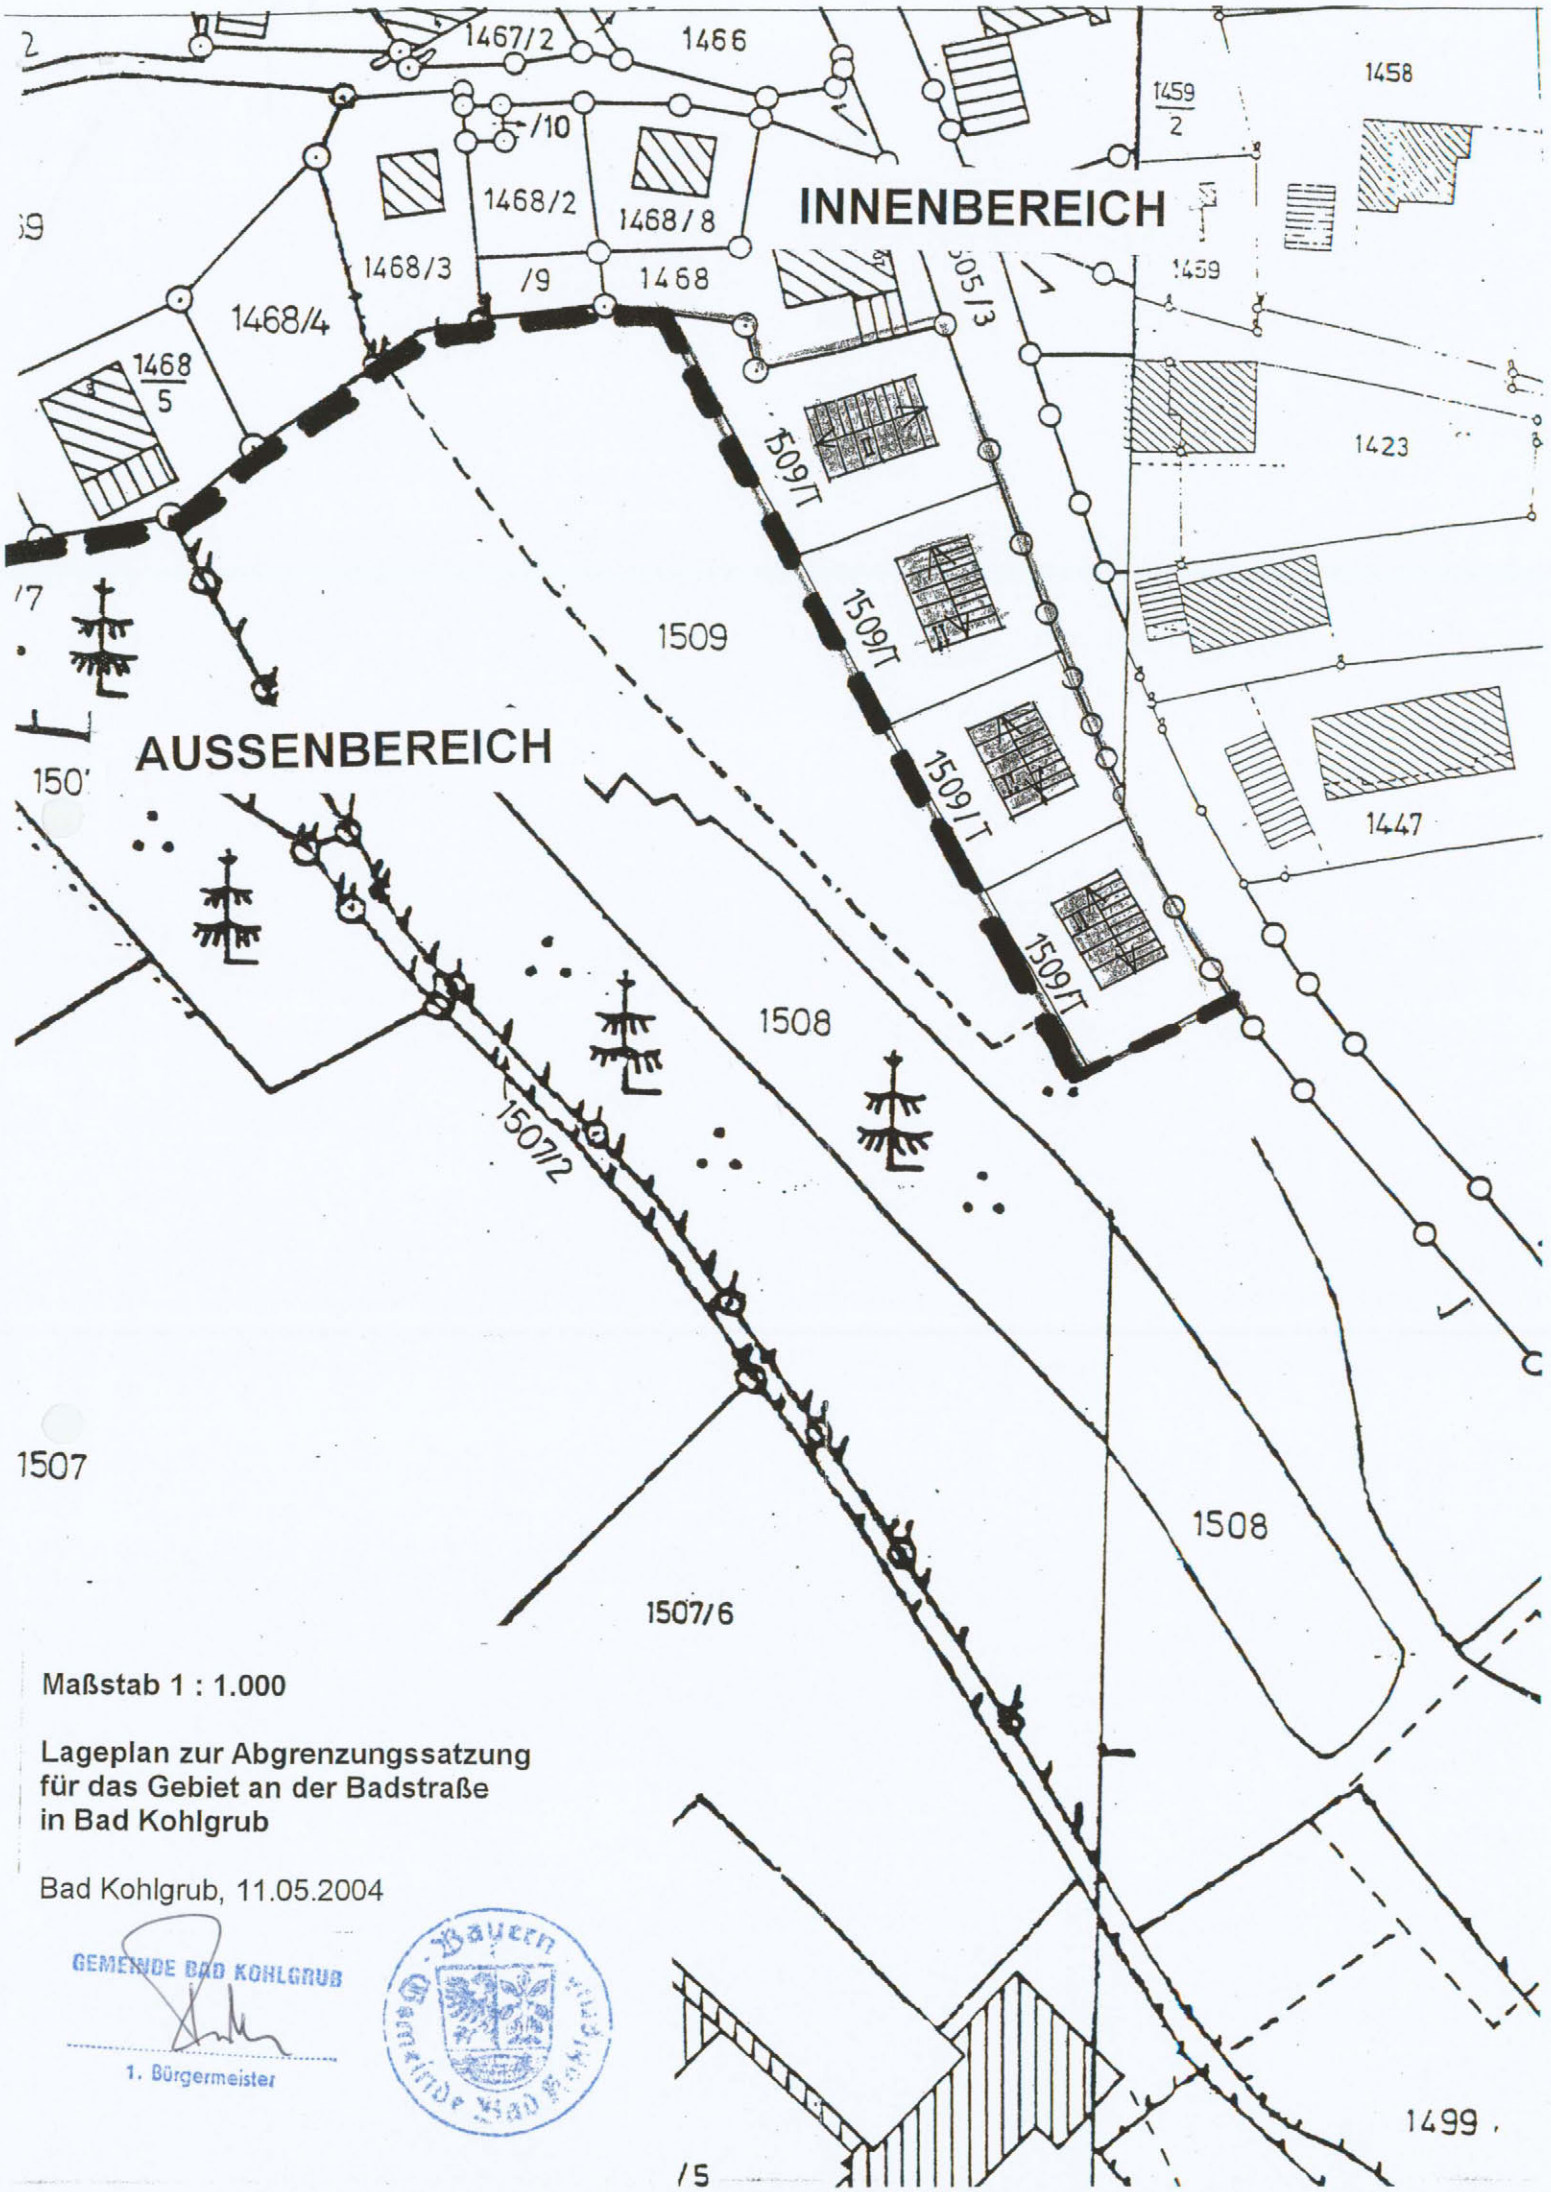 2
1467/2
1466
1458
1459
2
/10
1468/2
1468/8
INNENBEREICH
1468/3
/9
1468
1459
1468/4
1468
5
1423
1509/T
1509
1509/T
/7
AUSSENBEREICH
1509/T
1447
1508
1509/T
1507/2
1507
1508
1507/6
Maßstab 1 : 1.000
Lageplan zur Abgrenzungssatzung
für das Gebiet an der Badstraße
in Bad Kohlgrub
Bad Kohlgrub, 11.05.2004
GEMEINDE BAD KOHLGRUB
1. Bürgermeister
Bayern
Gemeinde Bad Kohlgrub
1499
/5